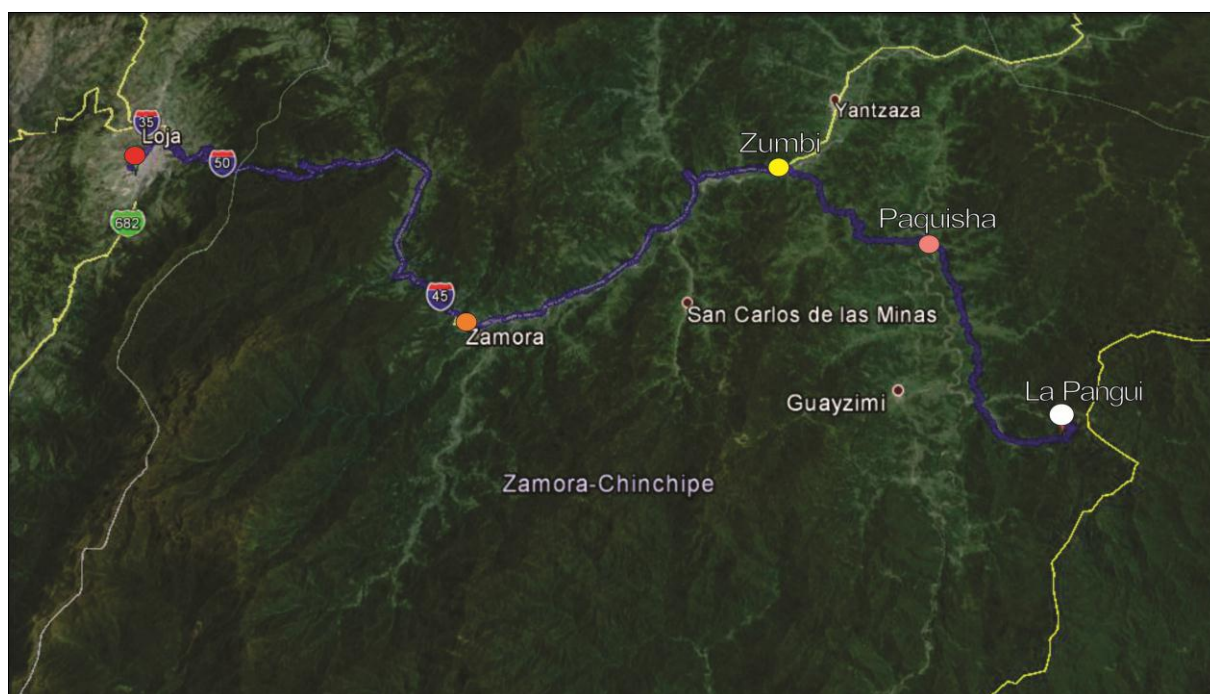 Yantzaza
35
Loja
Zumbi
50
682
Paquisha
45
San Carlos de las Minas
Zamora
La Pangui
Guayzimi
Zamora-Chinchipe